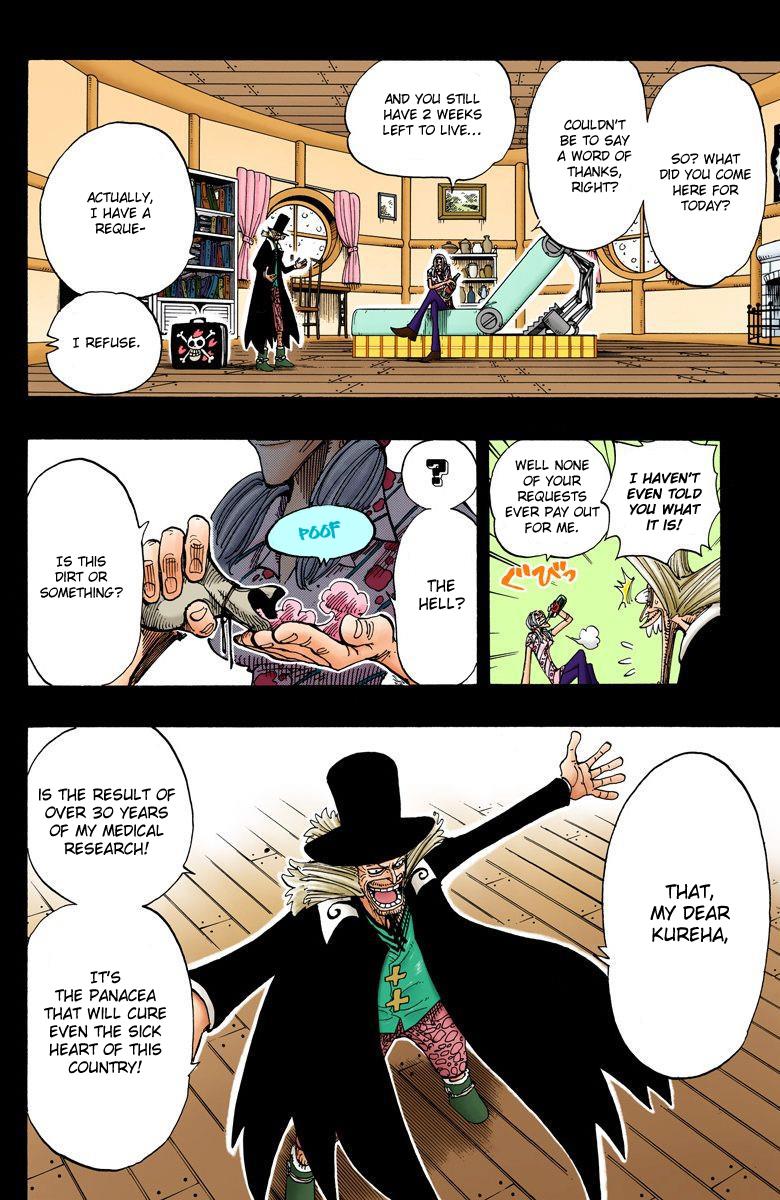 SO? WHAT
DID YOU COME
HERE FOR
TODAY?
COULDN'T
BE TO SAY
A WORD OF
THANKS,
RIGHT?
AND YOU STILL
HAVE 2 WEEKS
LEFT TO LIVE...
ACTUALLY,
I HAVE A
REQUE-
I REFUSE.
I HAVEN'T
EVEN TOLD
YOU WHAT
IT IS!
WELL NONE
OF YOUR
REQUESTS
EVER PAY OUT
FOR ME.
ぐびっ
?
THE
HELL?
POOF
IS THIS
DIRT OR
SOMETHING?
THAT,
MY DEAR
KUREHA,
IS THE RESULT OF
OVER 30 YEARS
OF MY MEDICAL
RESEARCH!
IT'S
THE PANACEA
THAT WILL CURE
EVEN THE SICK
HEART OF THIS
COUNTRY!